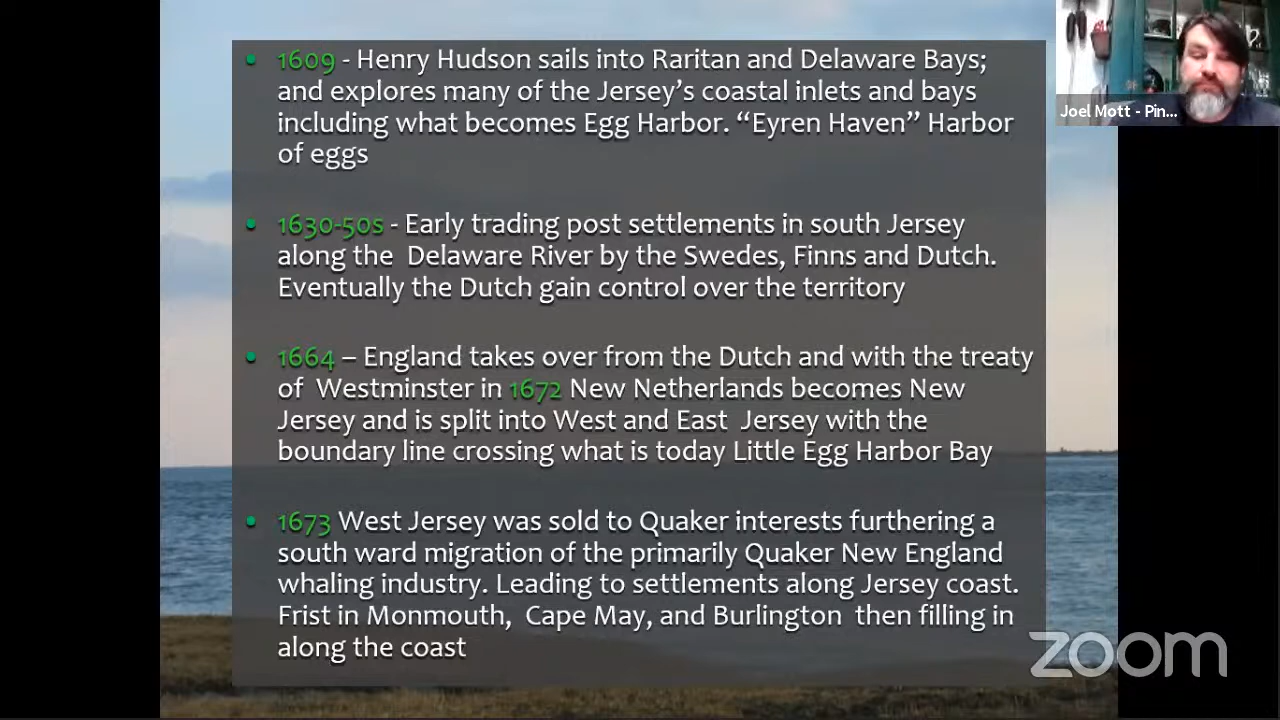 • 1609 - Henry Hudson sails into Raritan and Delaware Bays;
and explores many of the Jersey’s coastal inlets and bays
including what becomes Egg Harbor. “Eyren Haven” Harbor
of eggs
• 1630-50s - Early trading post settlements in south Jersey
along the Delaware River by the Swedes, Finns and Dutch.
Eventually the Dutch gain control over the territory
• 1664 – England takes over from the Dutch and with the treaty
of Westminster in 1672 New Netherlands becomes New
Jersey and is split into West and East Jersey with the
boundary line crossing what is today Little Egg Harbor Bay
• 1673 West Jersey was sold to Quaker interests furthering a
south ward migration of the primarily Quaker New England
whaling industry. Leading to settlements along Jersey coast.
Frist in Monmouth, Cape May, and Burlington then filling in
along the coast
Joel Mott - Pin...
zoom